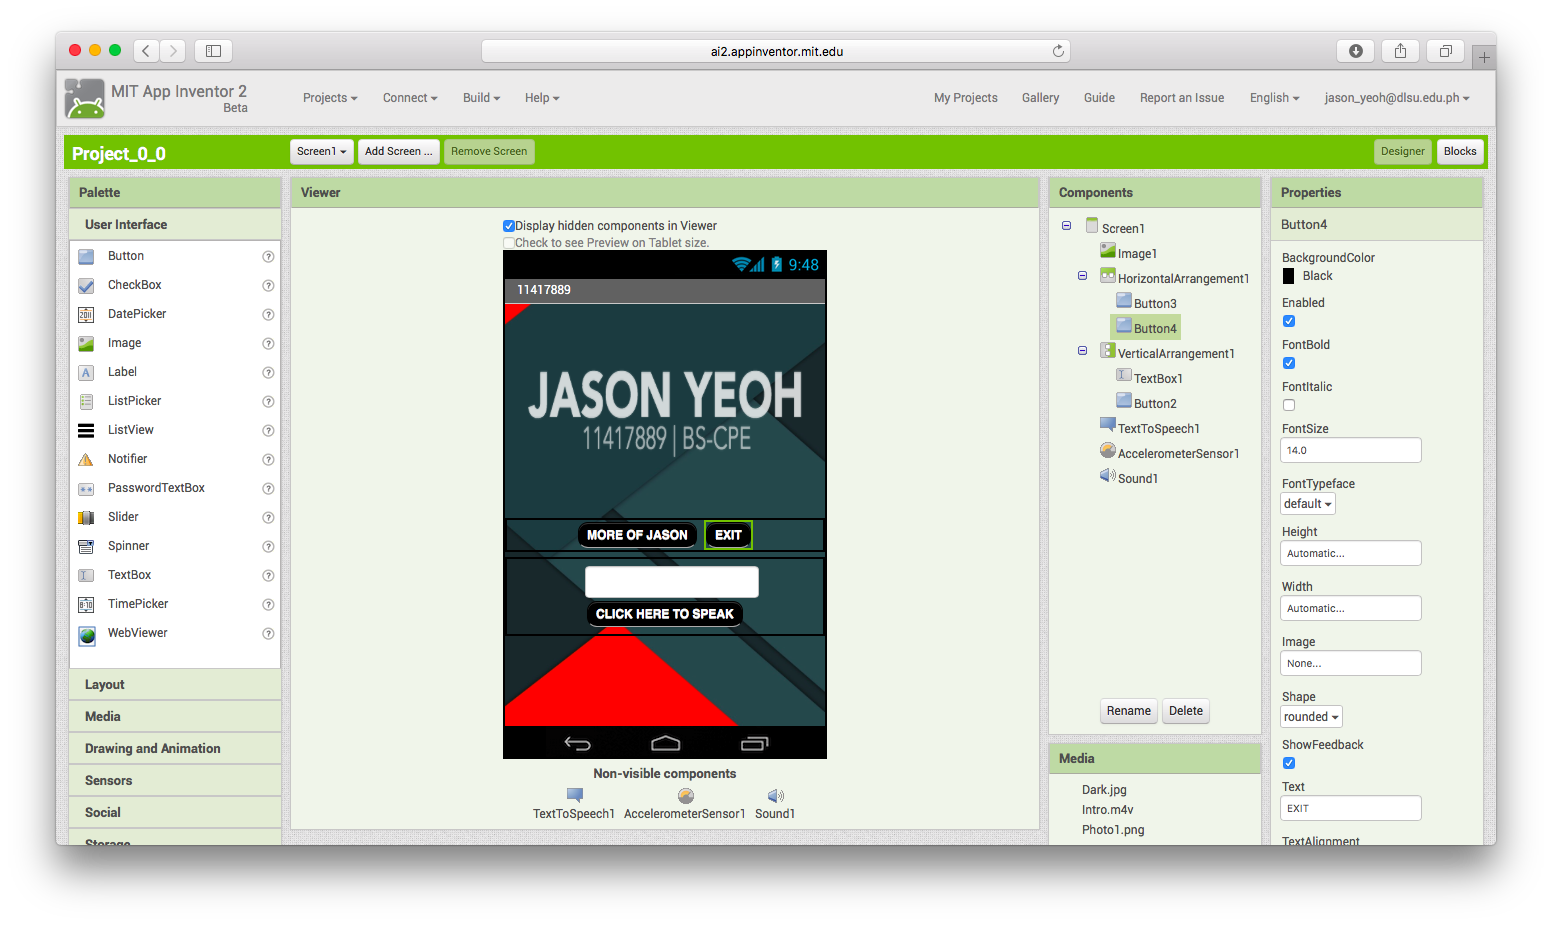 ai2.appinventor.mit.edu
MIT App Inventor 2
Beta
Projects
Connect
Build
Help
My Projects
Gallery
Guide
Report an Issue
English
jason_yeoh@dlsu.edu.ph
Project_0_0
Screen1
Add Screen ...
Remove Screen
Designer
Blocks
Palette
User Interface
Button
CheckBox
DatePicker
Image
Label
ListPicker
ListView
Notifier
PasswordTextBox
Slider
Spinner
TextBox
TimePicker
WebViewer
Layout
Media
Drawing and Animation
Sensors
Social
Storage
Viewer
Display hidden components in Viewer
Check to see Preview on Tablet size.
9:48
11417889
JASON YEOH
11417889 | BS-CPE
MORE OF JASON
EXIT
CLICK HERE TO SPEAK
Non-visible components
TextToSpeech1
AccelerometerSensor1
Sound1
Components
Screen1
Image1
HorizontalArrangement1
Button3
Button4
VerticalArrangement1
TextBox1
Button2
TextToSpeech1
AccelerometerSensor1
Sound1
Rename
Delete
Media
Dark.jpg
Intro.m4v
Photo1.png
Properties
Button4
BackgroundColor
Black
Enabled
FontBold
FontItalic
FontSize
14.0
FontTypeface
default
Height
Automatic...
Width
Automatic...
Image
None...
Shape
rounded
ShowFeedback
Text
EXIT
TextAlignment